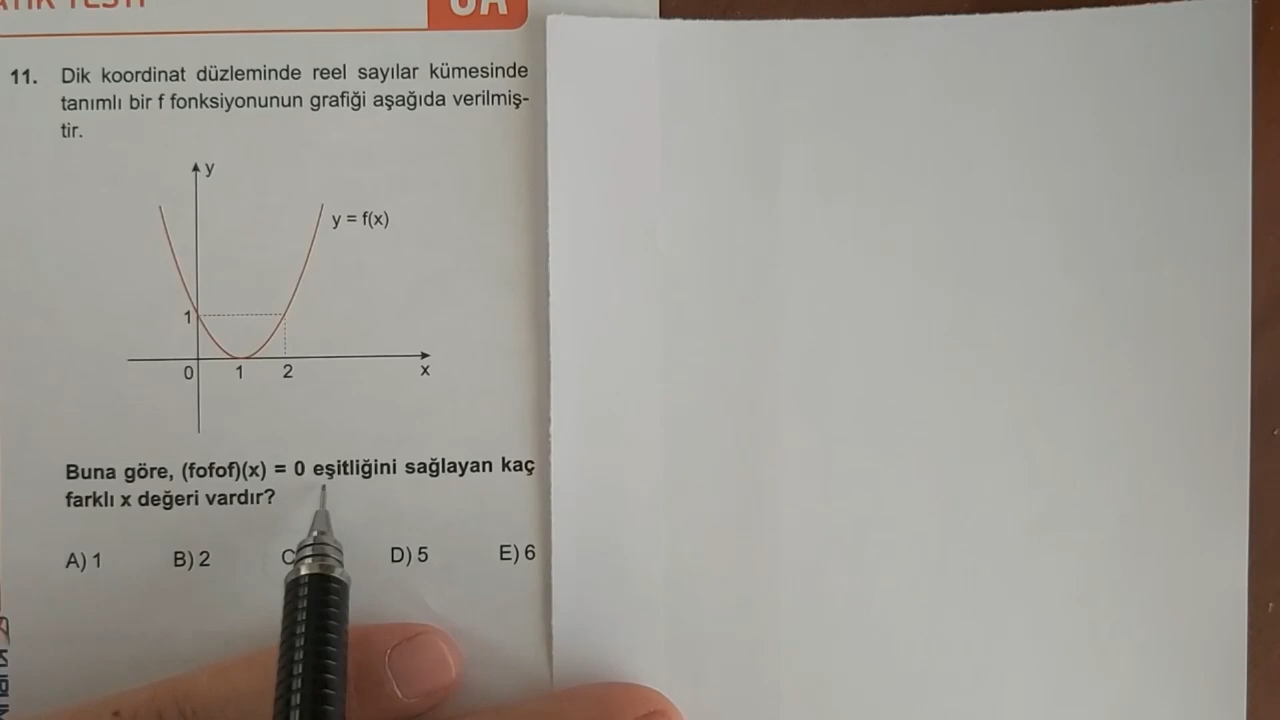 11. Dik koordinat düzleminde reel sayılar kümesinde
tanımlı bir f fonksiyonunun grafiği aşağıda verilmiş-
tir.
y
y = f(x)
1
0 1 2 x
Buna göre, (fofof)(x) = 0 eşitliğini sağlayan kaç
farklı x değeri vardır?
A) 1 B) 2 C D) 5 E) 6